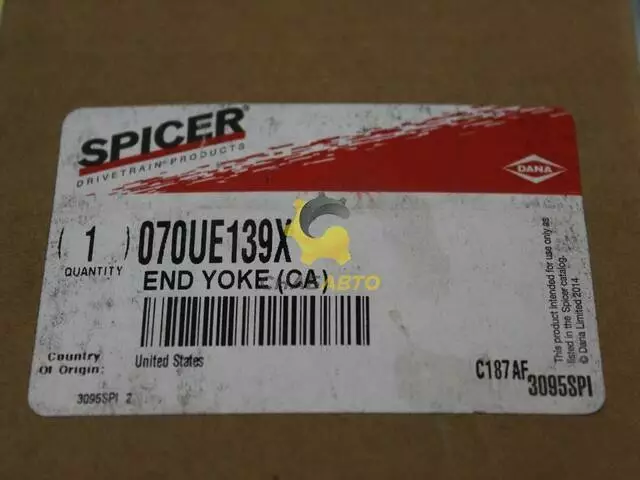 SPICER®
DRIVETRAIN PRODUCTS
DANA
(1)
QUANTITY
070UE139X
END YOKE (CA)
АВТО
Country
Of Origin:
United States
3095SPI 2
C187AF
3095SPI
This product intended for use only as
listed in the Spicer catalog.
© Dana Limited 2014